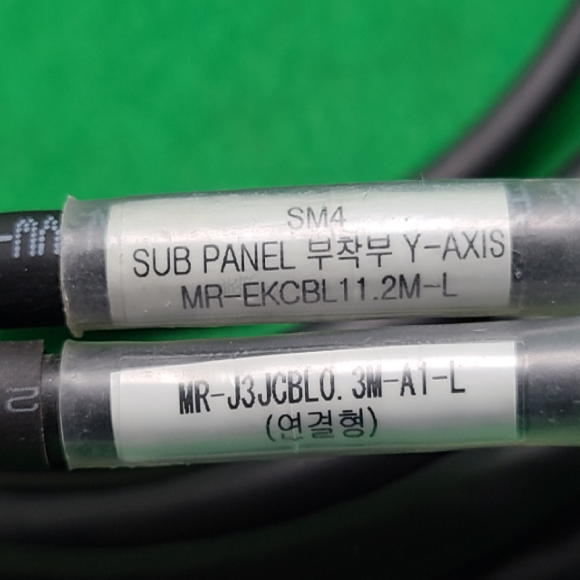 SM4
SUB PANEL 부착부 Y-AXIS
MR-EKCBL11.2M-L
MR-J3JCBL0.3M-A1-L
(연결형)